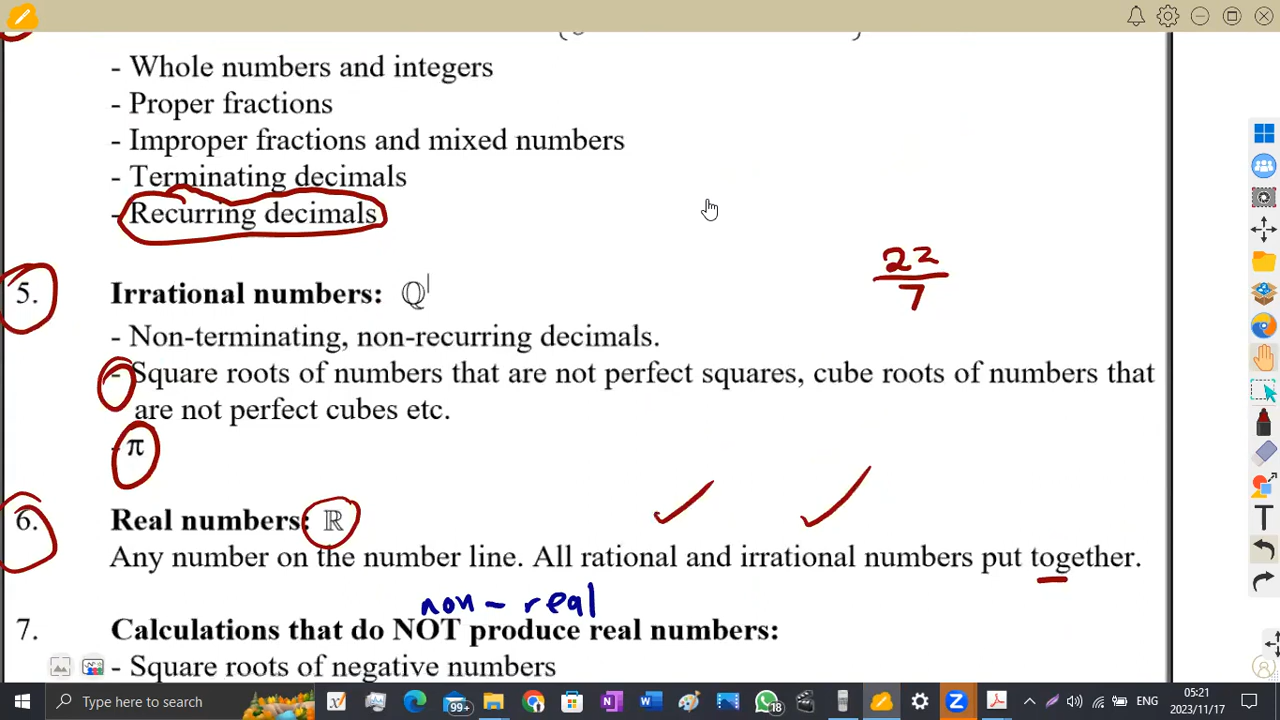 - Whole numbers and integers
- Proper fractions
- Improper fractions and mixed numbers
- Terminating decimals
- Recurring decimals
22
7
5. Irrational numbers: ℚ'
- Non-terminating, non-recurring decimals.
- Square roots of numbers that are not perfect squares, cube roots of numbers that
are not perfect cubes etc.
- π
6. Real numbers: ℝ
Any number on the number line. All rational and irrational numbers put together.
non - real
7. Calculations that do NOT produce real numbers:
- Square roots of negative numbers
Type here to search
99+
18
ENG
05:21
2023/11/17